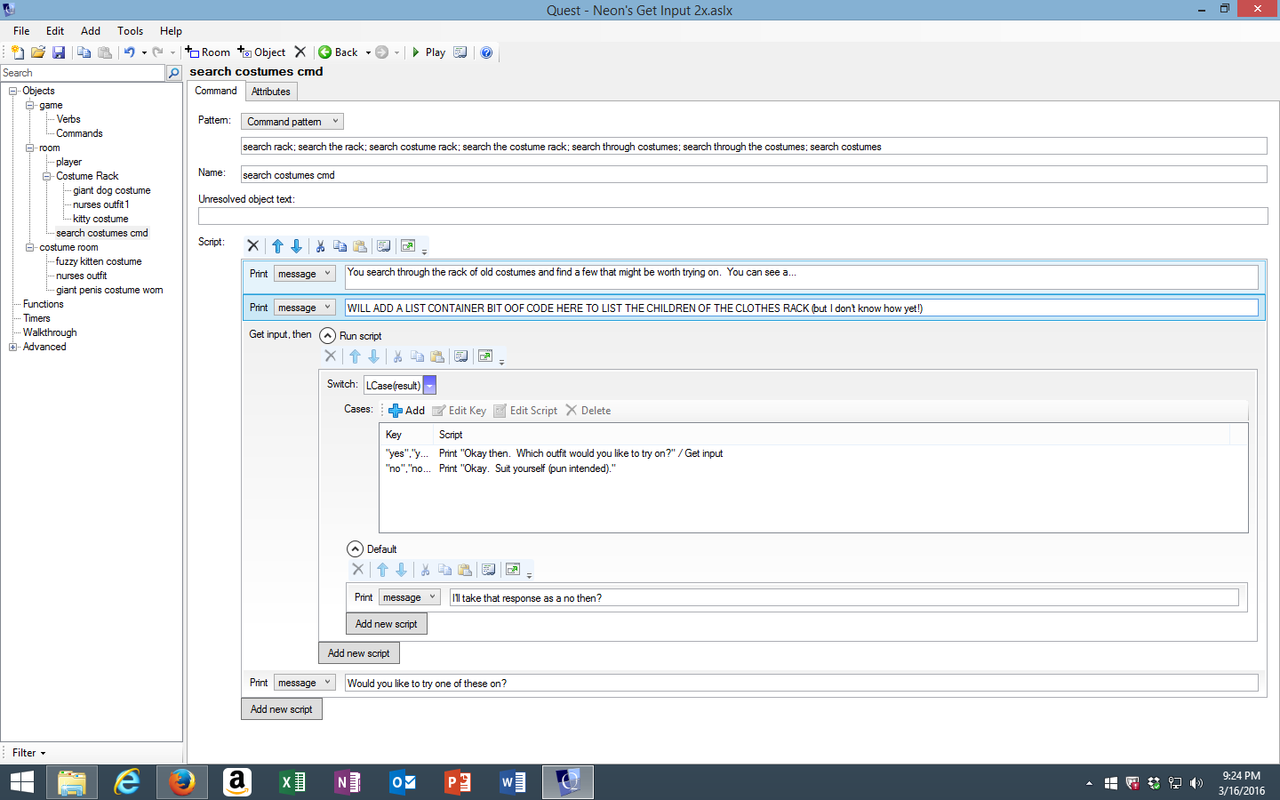 Quest - Neon's Get Input 2x.aslx
File Edit Add Tools Help
Room Object Back Play
Search
search costumes cmd
Command Attributes
Objects
game
Verbs
Commands
room
player
Costume Rack
giant dog costume
nurses outfit1
kitty costume
search costumes cmd
costume room
fuzzy kitten costume
nurses outfit
giant penis costume worn
Functions
Timers
Walkthrough
Advanced
Filter
Pattern: Command pattern
search rack; search the rack; search costume rack; search the costume rack; search through costumes; search through the costumes; search costumes
Name: search costumes cmd
Unresolved object text:
Script:
Print message You search through the rack of old costumes and find a few that might be worth trying on.  You can see a...
Print message WILL ADD A LIST CONTAINER BIT OOF CODE HERE TO LIST THE CHILDREN OF THE CLOTHES RACK (but I don't know how yet!)
Get input, then Run script
Switch: LCase(result)
Cases: Add Edit Key Edit Script Delete
Key Script
"yes","y... Print "Okay then.  Which outfit would you like to try on?" / Get input
"no","no... Print "Okay.  Suit yourself (pun intended)."
Default
Print message I'll take that response as a no then?
Add new script
Add new script
Print message Would you like to try one of these on?
Add new script
9:24 PM
3/16/2016